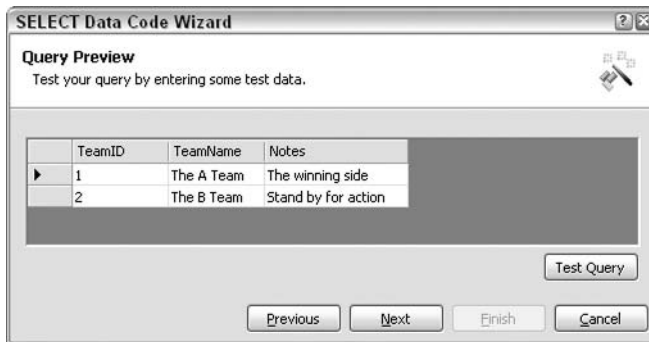 SELECT Data Code Wizard
Query Preview
Test your query by entering some test data.
TeamID TeamName Notes
1 The A Team The winning side
2 The B Team Stand by for action
Test Query
Previous Next Finish Cancel